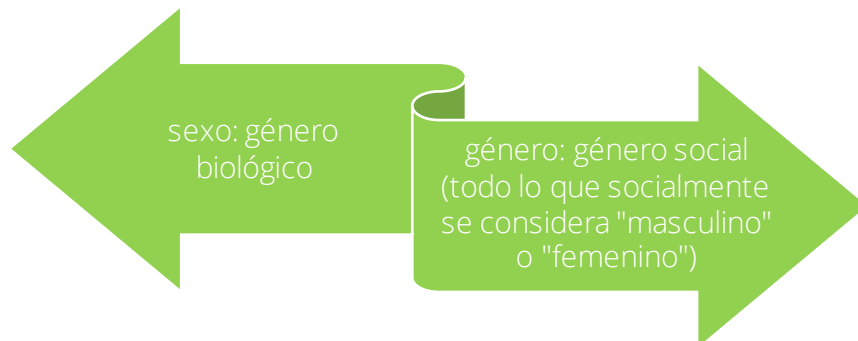 sexo: género
biológico
género: género social
(todo lo que socialmente
se considera "masculino"
o "femenino")